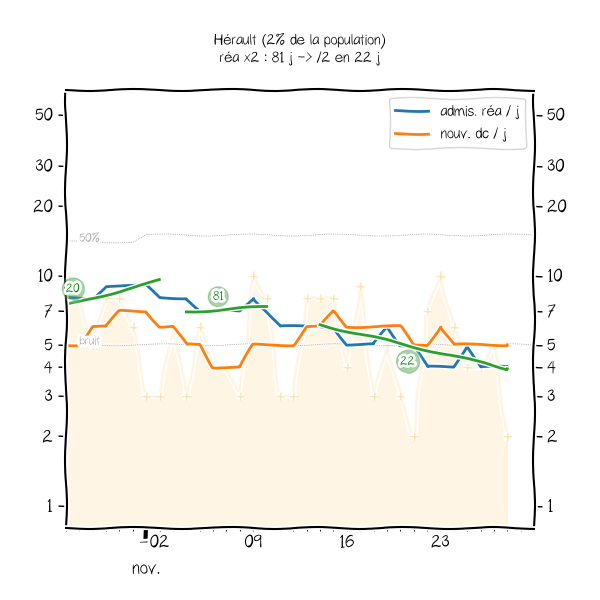 Hérault (2% de la population)
réa x2 : 81 j -> /2 en 22 j
admis. réa / j
nouv. dc / j
50 50
30 30
20 20
50%
10 10
20
81
7 7
bruit
5 5
22
4 4
3 3
2 2
1 1
02 09 16 23
nov.